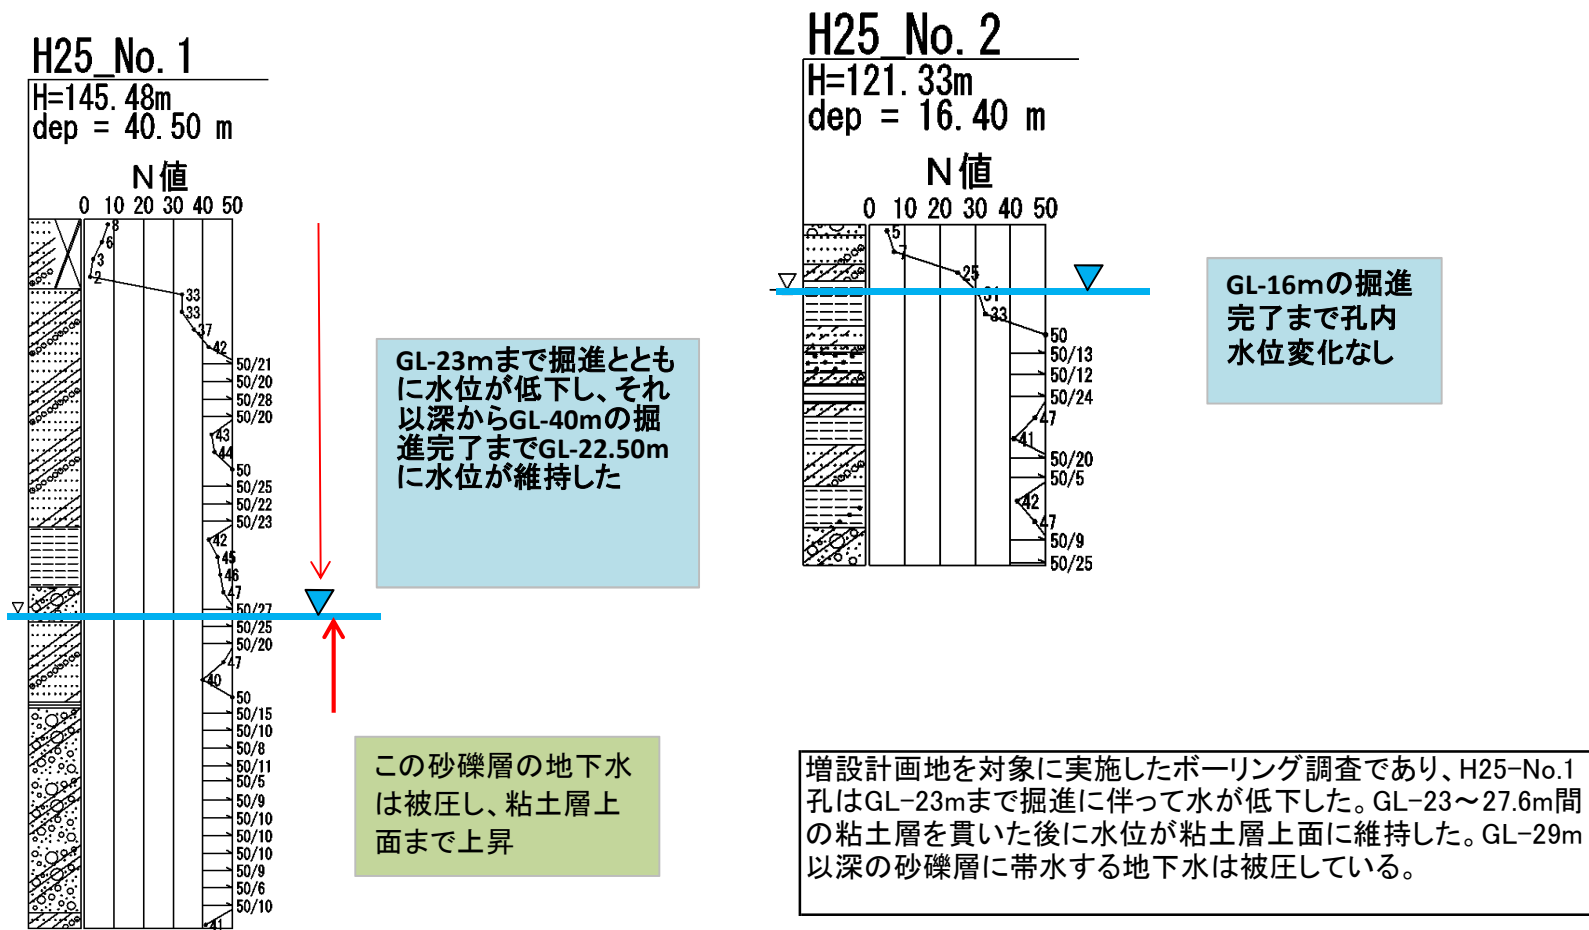 H25_No. 1
H=145. 48m
dep = 40. 50 m
N値
0 10 20 30 40 50
8
6
3
2
33
33
37
42
50/21
50/20
50/28
50/20
43
44
50
50/25
50/22
50/23
42
45
46
47
50/27
50/25
50/20
47
40
50
50/15
50/10
50/8
50/11
50/5
50/9
50/10
50/10
50/10
50/9
50/6
50/10
41
GL-23mまで掘進ととも
に水位が低下し、それ
以深からGL-40mの掘
進完了までGL-22.50m
に水位が維持した
この砂礫層の地下水
は被圧し、粘土層上
面まで上昇
H25_No. 2
H=121. 33m
dep = 16. 40 m
N値
0 10 20 30 40 50
5
7
25
31
33
50
50/13
50/12
50/24
47
41
50/20
50/5
42
47
50/9
50/25
GL-16mの掘進
完了まで孔内
水位変化なし
増設計画地を対象に実施したボーリング調査であり、H25-No.1
孔はGL-23mまで掘進に伴って水が低下した。GL-23～27.6m間
の粘土層を貫いた後に水位が粘土層上面に維持した。GL-29m
以深の砂礫層に帯水する地下水は被圧している。